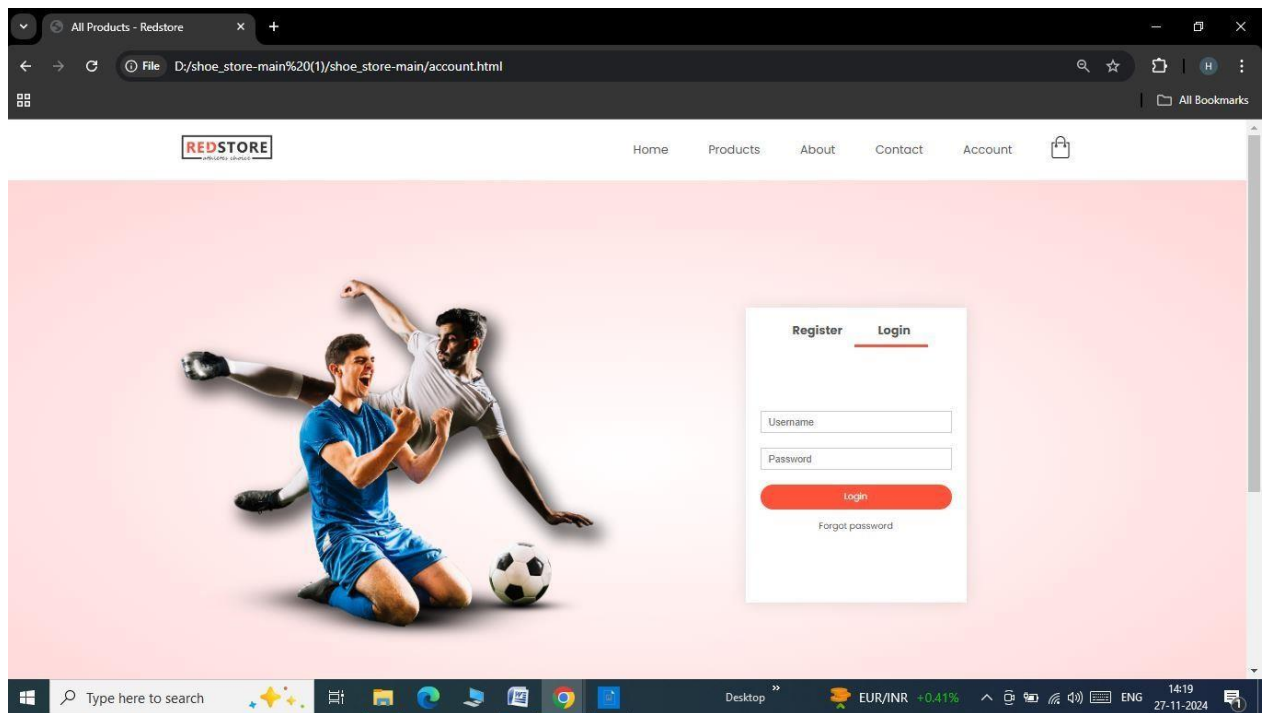 All Products - Redstore
File D:/shoe_store-main%20(1)/shoe_store-main/account.html
H
All Bookmarks
REDSTORE
Home Products About Contact Account
Register Login
Username
Password
Login
Forgot password
Type here to search
Desktop
EUR/INR +0.41%
ENG
14:19
27-11-2024
1